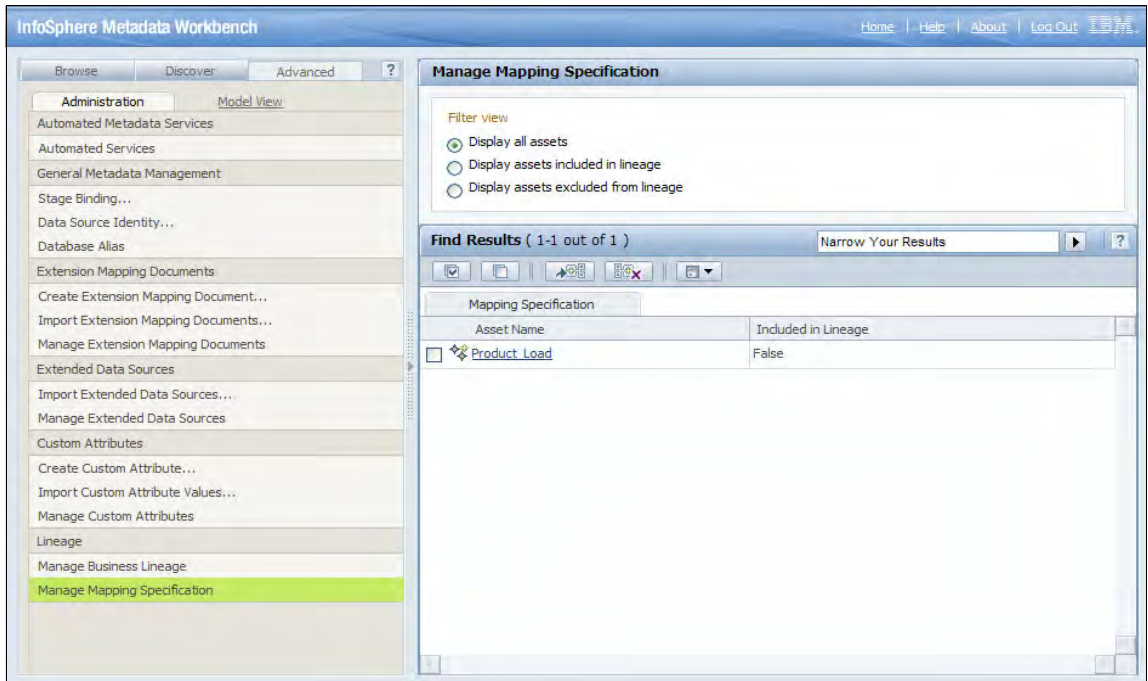 InfoSphere Metadata Workbench
Home | Help | About | Log Out IBM.
Browse Discover Advanced ?
Administration Model View
Automated Metadata Services
Automated Services
General Metadata Management
Stage Binding...
Data Source Identity...
Database Alias
Extension Mapping Documents
Create Extension Mapping Document...
Import Extension Mapping Documents...
Manage Extension Mapping Documents
Extended Data Sources
Import Extended Data Sources...
Manage Extended Data Sources
Custom Attributes
Create Custom Attribute...
Import Custom Attribute Values...
Manage Custom Attributes
Lineage
Manage Business Lineage
Manage Mapping Specification
Manage Mapping Specification
Filter view
Display all assets
Display assets included in lineage
Display assets excluded from lineage
Find Results ( 1-1 out of 1 ) Narrow Your Results ?
Mapping Specification
Asset Name Included in Lineage
Product_Load False